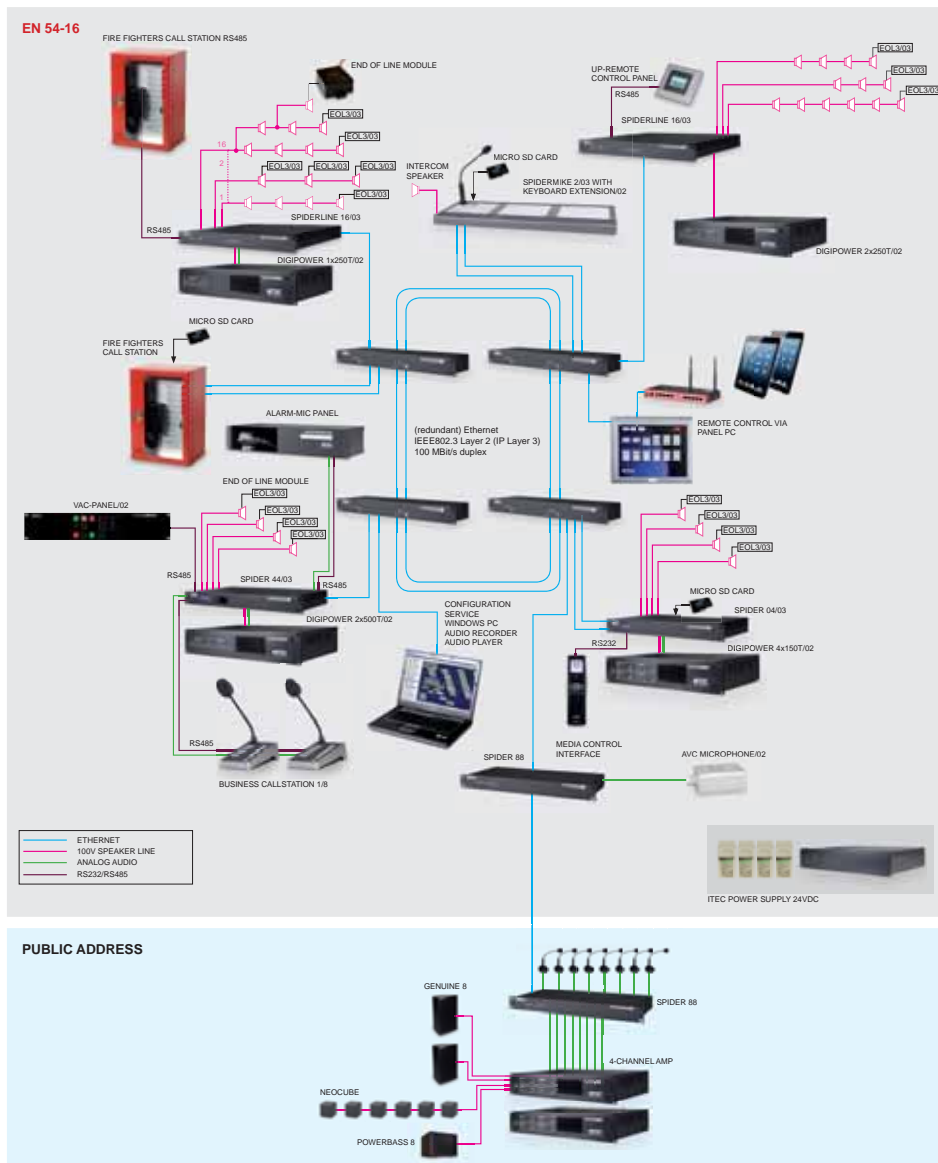 EN 54-16
FIRE FIGHTERS CALL STATION RS485
END OF LINE MODULE
EOL3/03
EOL3/03
EOL3/03
EOL3/03
EOL3/03
EOL3/03
16
2
1
SPIDERLINE 16/03
RS485
DIGIPOWER 1x250T/02
UP-REMOTE
CONTROL PANEL
RS485
SPIDERLINE 16/03
EOL3/03
EOL3/03
EOL3/03
DIGIPOWER 2x250T/02
INTERCOM
SPEAKER
MICRO SD CARD
SPIDERMIKE 2/03 WITH
KEYBOARD EXTENSION/02
MICRO SD CARD
FIRE FIGHTERS
CALL STATION
ALARM-MIC PANEL
(redundant) Ethernet
IEEE802.3 Layer 2 (IP Layer 3)
100 MBit/s duplex
REMOTE CONTROL VIA
PANEL PC
END OF LINE MODULE
EOL3/03
EOL3/03
EOL3/03
EOL3/03
VAC-PANEL/02
RS485
SPIDER 44/03
RS485
DIGIPOWER 2x500T/02
RS485
BUSINESS CALLSTATION 1/8
CONFIGURATION
SERVICE
WINDOWS PC
AUDIO RECORDER
AUDIO PLAYER
EOL3/03
EOL3/03
EOL3/03
EOL3/03
MICRO SD CARD
SPIDER 04/03
RS232
DIGIPOWER 4x150T/02
MEDIA CONTROL
INTERFACE
SPIDER 88
AVC MICROPHONE/02
ETHERNET
100V SPEAKER LINE
ANALOG AUDIO
RS232/RS485
ITEC POWER SUPPLY 24VDC
PUBLIC ADDRESS
GENUINE 8
SPIDER 88
4-CHANNEL AMP
NEOCUBE
POWERBASS 8